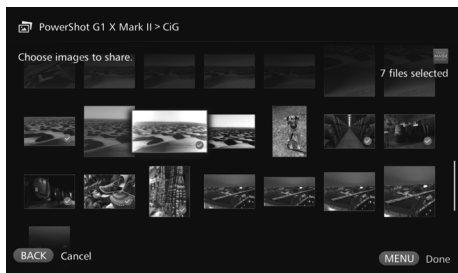 PowerShot G1 X Mark II > CiG
Choose images to share.
7 files selected
BACK Cancel
MENU Done